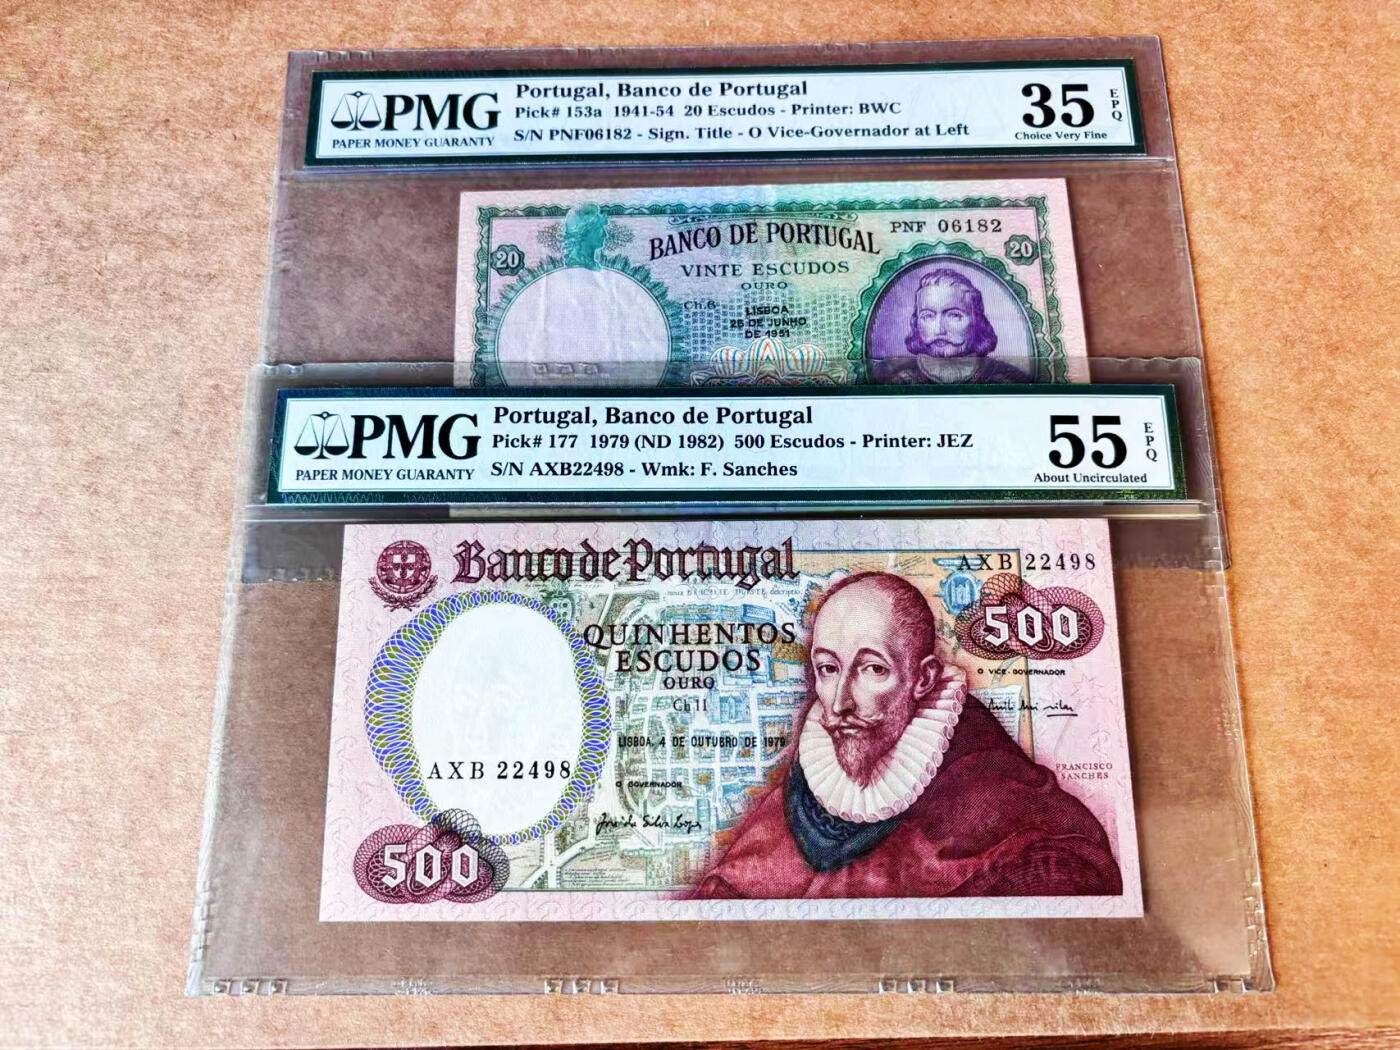 PMG
PAPER MONEY GUARANTY
Portugal, Banco de Portugal
Pick# 153a 1941-54 20 Escudos - Printer: BWC
S/N PNF06182 - Sign. Title - O Vice-Governador at Left
35
EPQ
Choice Very Fine
BANCO DE PORTUGAL
PNF 06182
20
20
VINTE ESCUDOS
OURO
Ch.6
LISBOA
26 DE JUNHO
DE 1951
PMG
PAPER MONEY GUARANTY
Portugal, Banco de Portugal
Pick# 177 1979 (ND 1982) 500 Escudos - Printer: JEZ
S/N AXB22498 - Wmk: F. Sanches
55
EPQ
About Uncirculated
Banco de Portugal
AXB 22498
500
QUINHENTOS
ESCUDOS
OURO
Ch 11
LISBOA, 4 DE OUTUBRO DE 1979
O VICE-GOVERNADOR
AXB 22498
O GOVERNADOR
FRANCISCO
SANCHES
500